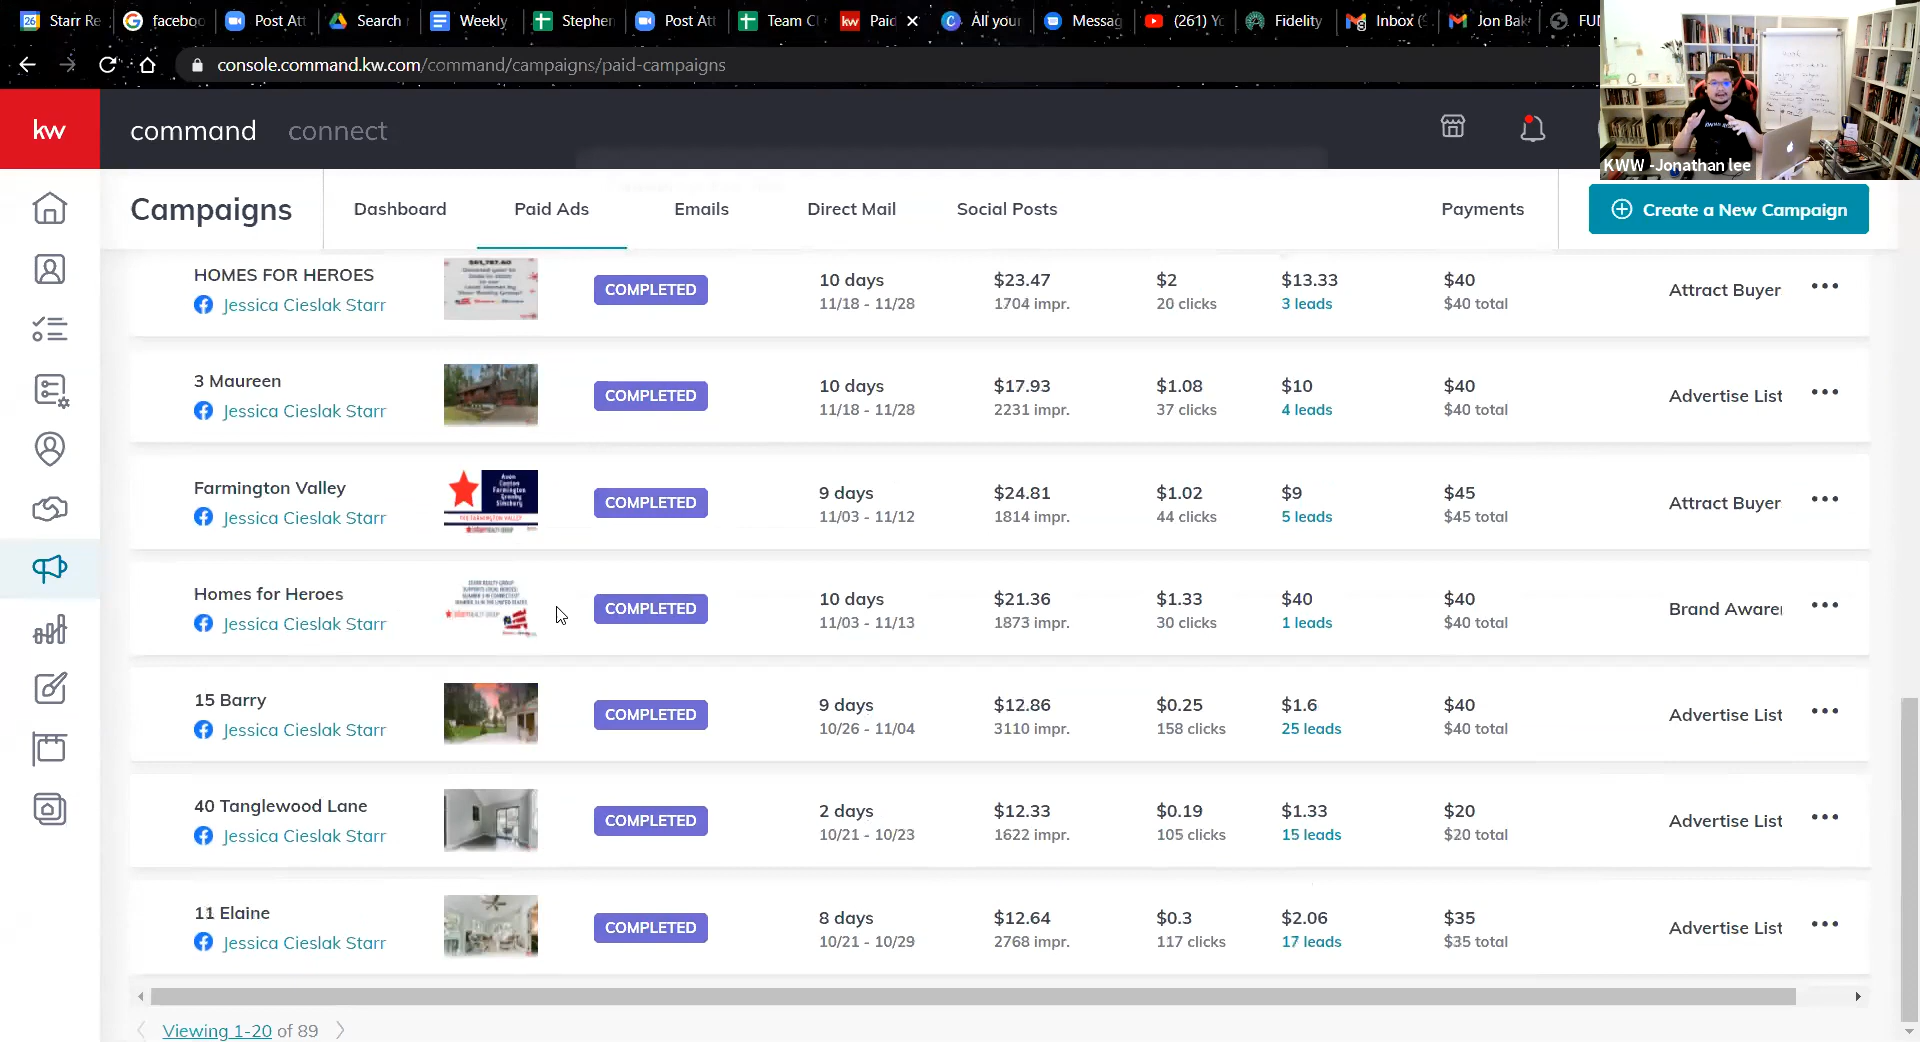 Starr Re
facebo
Post Att
Search
Weekly
Stephen
Post Att
Team C
Paid
All your
Messag
(261) Y
Fidelity
Inbox (
Jon Bak
FUN
console.command.kw.com/command/campaigns/paid-campaigns
KWW -Jonathan lee
kw
command connect
Campaigns
Dashboard
Paid Ads
Emails
Direct Mail
Social Posts
Payments
Create a New Campaign
HOMES FOR HEROES
Jessica Cieslak Starr
COMPLETED
10 days
11/18 - 11/28
$23.47
1704 impr.
$2
20 clicks
$13.33
3 leads
$40
$40 total
Attract Buyer
3 Maureen
Jessica Cieslak Starr
COMPLETED
10 days
11/18 - 11/28
$17.93
2231 impr.
$1.08
37 clicks
$10
4 leads
$40
$40 total
Advertise List
Farmington Valley
Jessica Cieslak Starr
Avon
Canton
Farmington
Granby
Simsbury
COMPLETED
9 days
11/03 - 11/12
$24.81
1814 impr.
$1.02
44 clicks
$9
5 leads
$45
$45 total
Attract Buyer
Homes for Heroes
Jessica Cieslak Starr
COMPLETED
10 days
11/03 - 11/13
$21.36
1873 impr.
$1.33
30 clicks
$40
1 leads
$40
$40 total
Brand Aware
15 Barry
Jessica Cieslak Starr
COMPLETED
9 days
10/26 - 11/04
$12.86
3110 impr.
$0.25
158 clicks
$1.6
25 leads
$40
$40 total
Advertise List
40 Tanglewood Lane
Jessica Cieslak Starr
COMPLETED
2 days
10/21 - 10/23
$12.33
1622 impr.
$0.19
105 clicks
$1.33
15 leads
$20
$20 total
Advertise List
11 Elaine
Jessica Cieslak Starr
COMPLETED
8 days
10/21 - 10/29
$12.64
2768 impr.
$0.3
117 clicks
$2.06
17 leads
$35
$35 total
Advertise List
Viewing 1-20 of 89